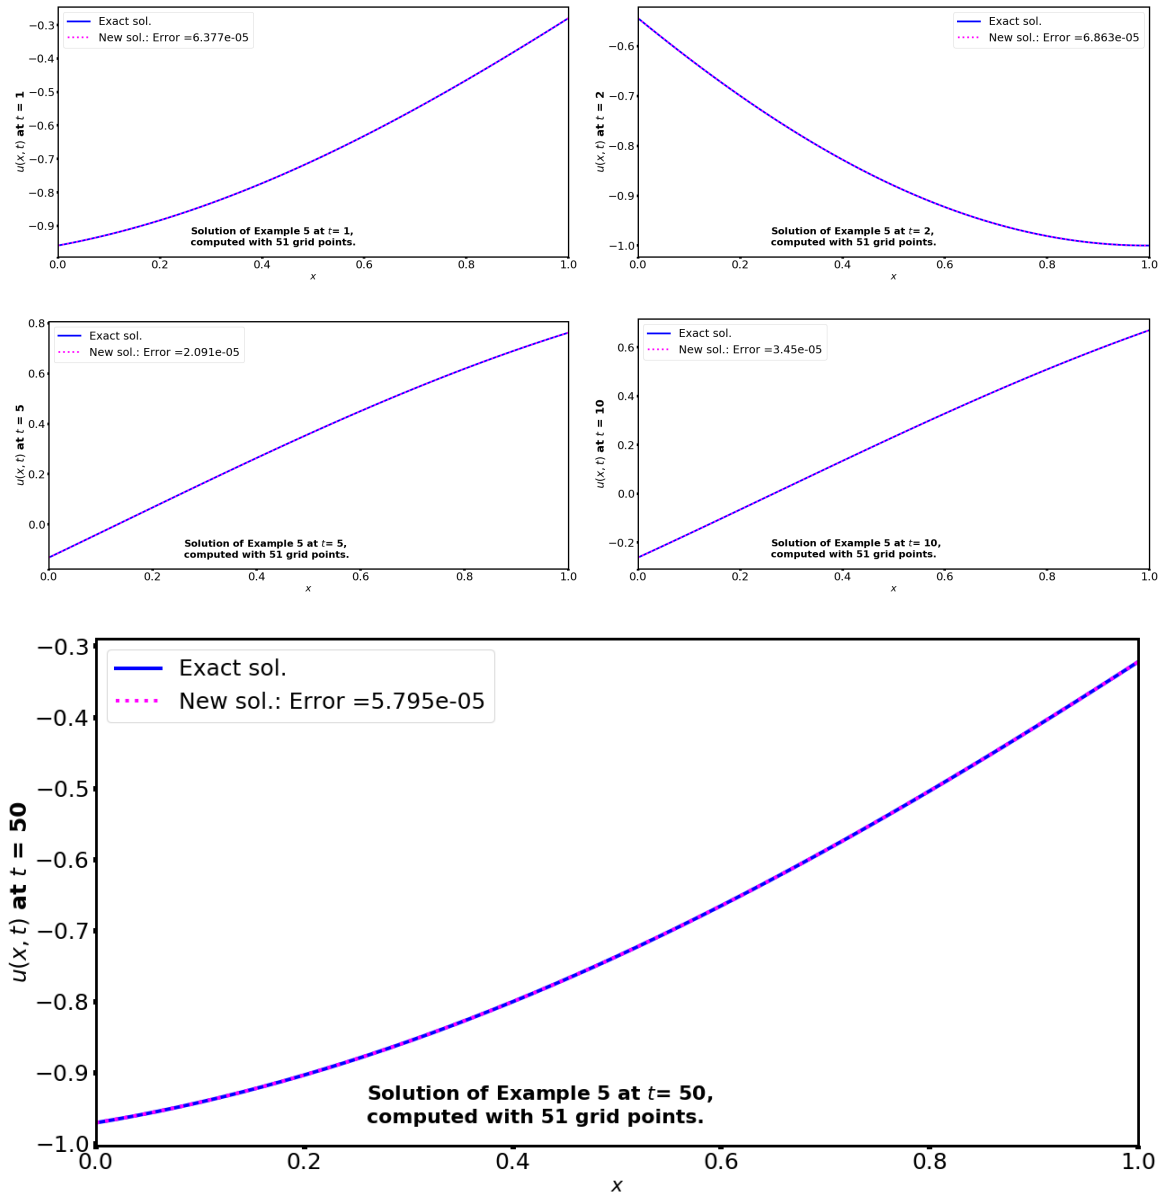 Exact sol.
New sol.: Error =6.377e-05
u(x, t) at t = 1
−0.3
−0.4
−0.5
−0.6
−0.7
−0.8
−0.9
Solution of Example 5 at t= 1,
computed with 51 grid points.
0.0 0.2 0.4 0.6 0.8 1.0
x
Exact sol.
New sol.: Error =6.863e-05
u(x, t) at t = 2
−0.6
−0.7
−0.8
−0.9
−1.0
Solution of Example 5 at t= 2,
computed with 51 grid points.
0.0 0.2 0.4 0.6 0.8 1.0
x
Exact sol.
New sol.: Error =2.091e-05
u(x, t) at t = 5
0.8
0.6
0.4
0.2
0.0
Solution of Example 5 at t= 5,
computed with 51 grid points.
0.0 0.2 0.4 0.6 0.8 1.0
x
Exact sol.
New sol.: Error =3.45e-05
u(x, t) at t = 10
0.6
0.4
0.2
0.0
−0.2
Solution of Example 5 at t= 10,
computed with 51 grid points.
0.0 0.2 0.4 0.6 0.8 1.0
x
Exact sol.
New sol.: Error =5.795e-05
u(x, t) at t = 50
−0.3
−0.4
−0.5
−0.6
−0.7
−0.8
−0.9
−1.0
Solution of Example 5 at t= 50,
computed with 51 grid points.
0.0 0.2 0.4 0.6 0.8 1.0
x